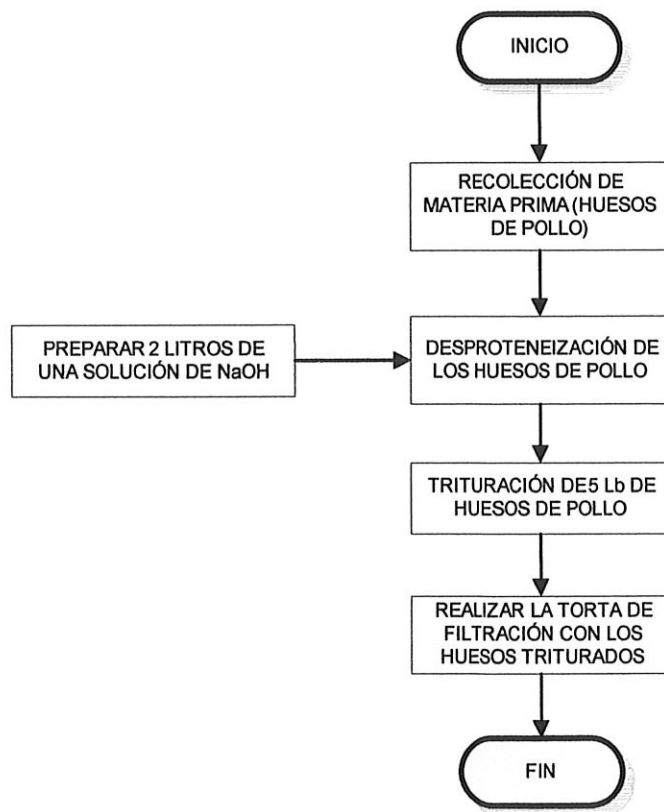 INICIO
RECOLECCIÓN DE
MATERIA PRIMA (HUESOS
DE POLLO)
PREPARAR 2 LITROS DE
UNA SOLUCIÓN DE NaOH
DESPROTENEIZACIÓN DE
LOS HUESOS DE POLLO
TRITURACIÓN DE 5 Lb DE
HUESOS DE POLLO
REALIZAR LA TORTA DE
FILTRACIÓN CON LOS
HUESOS TRITURADOS
FIN